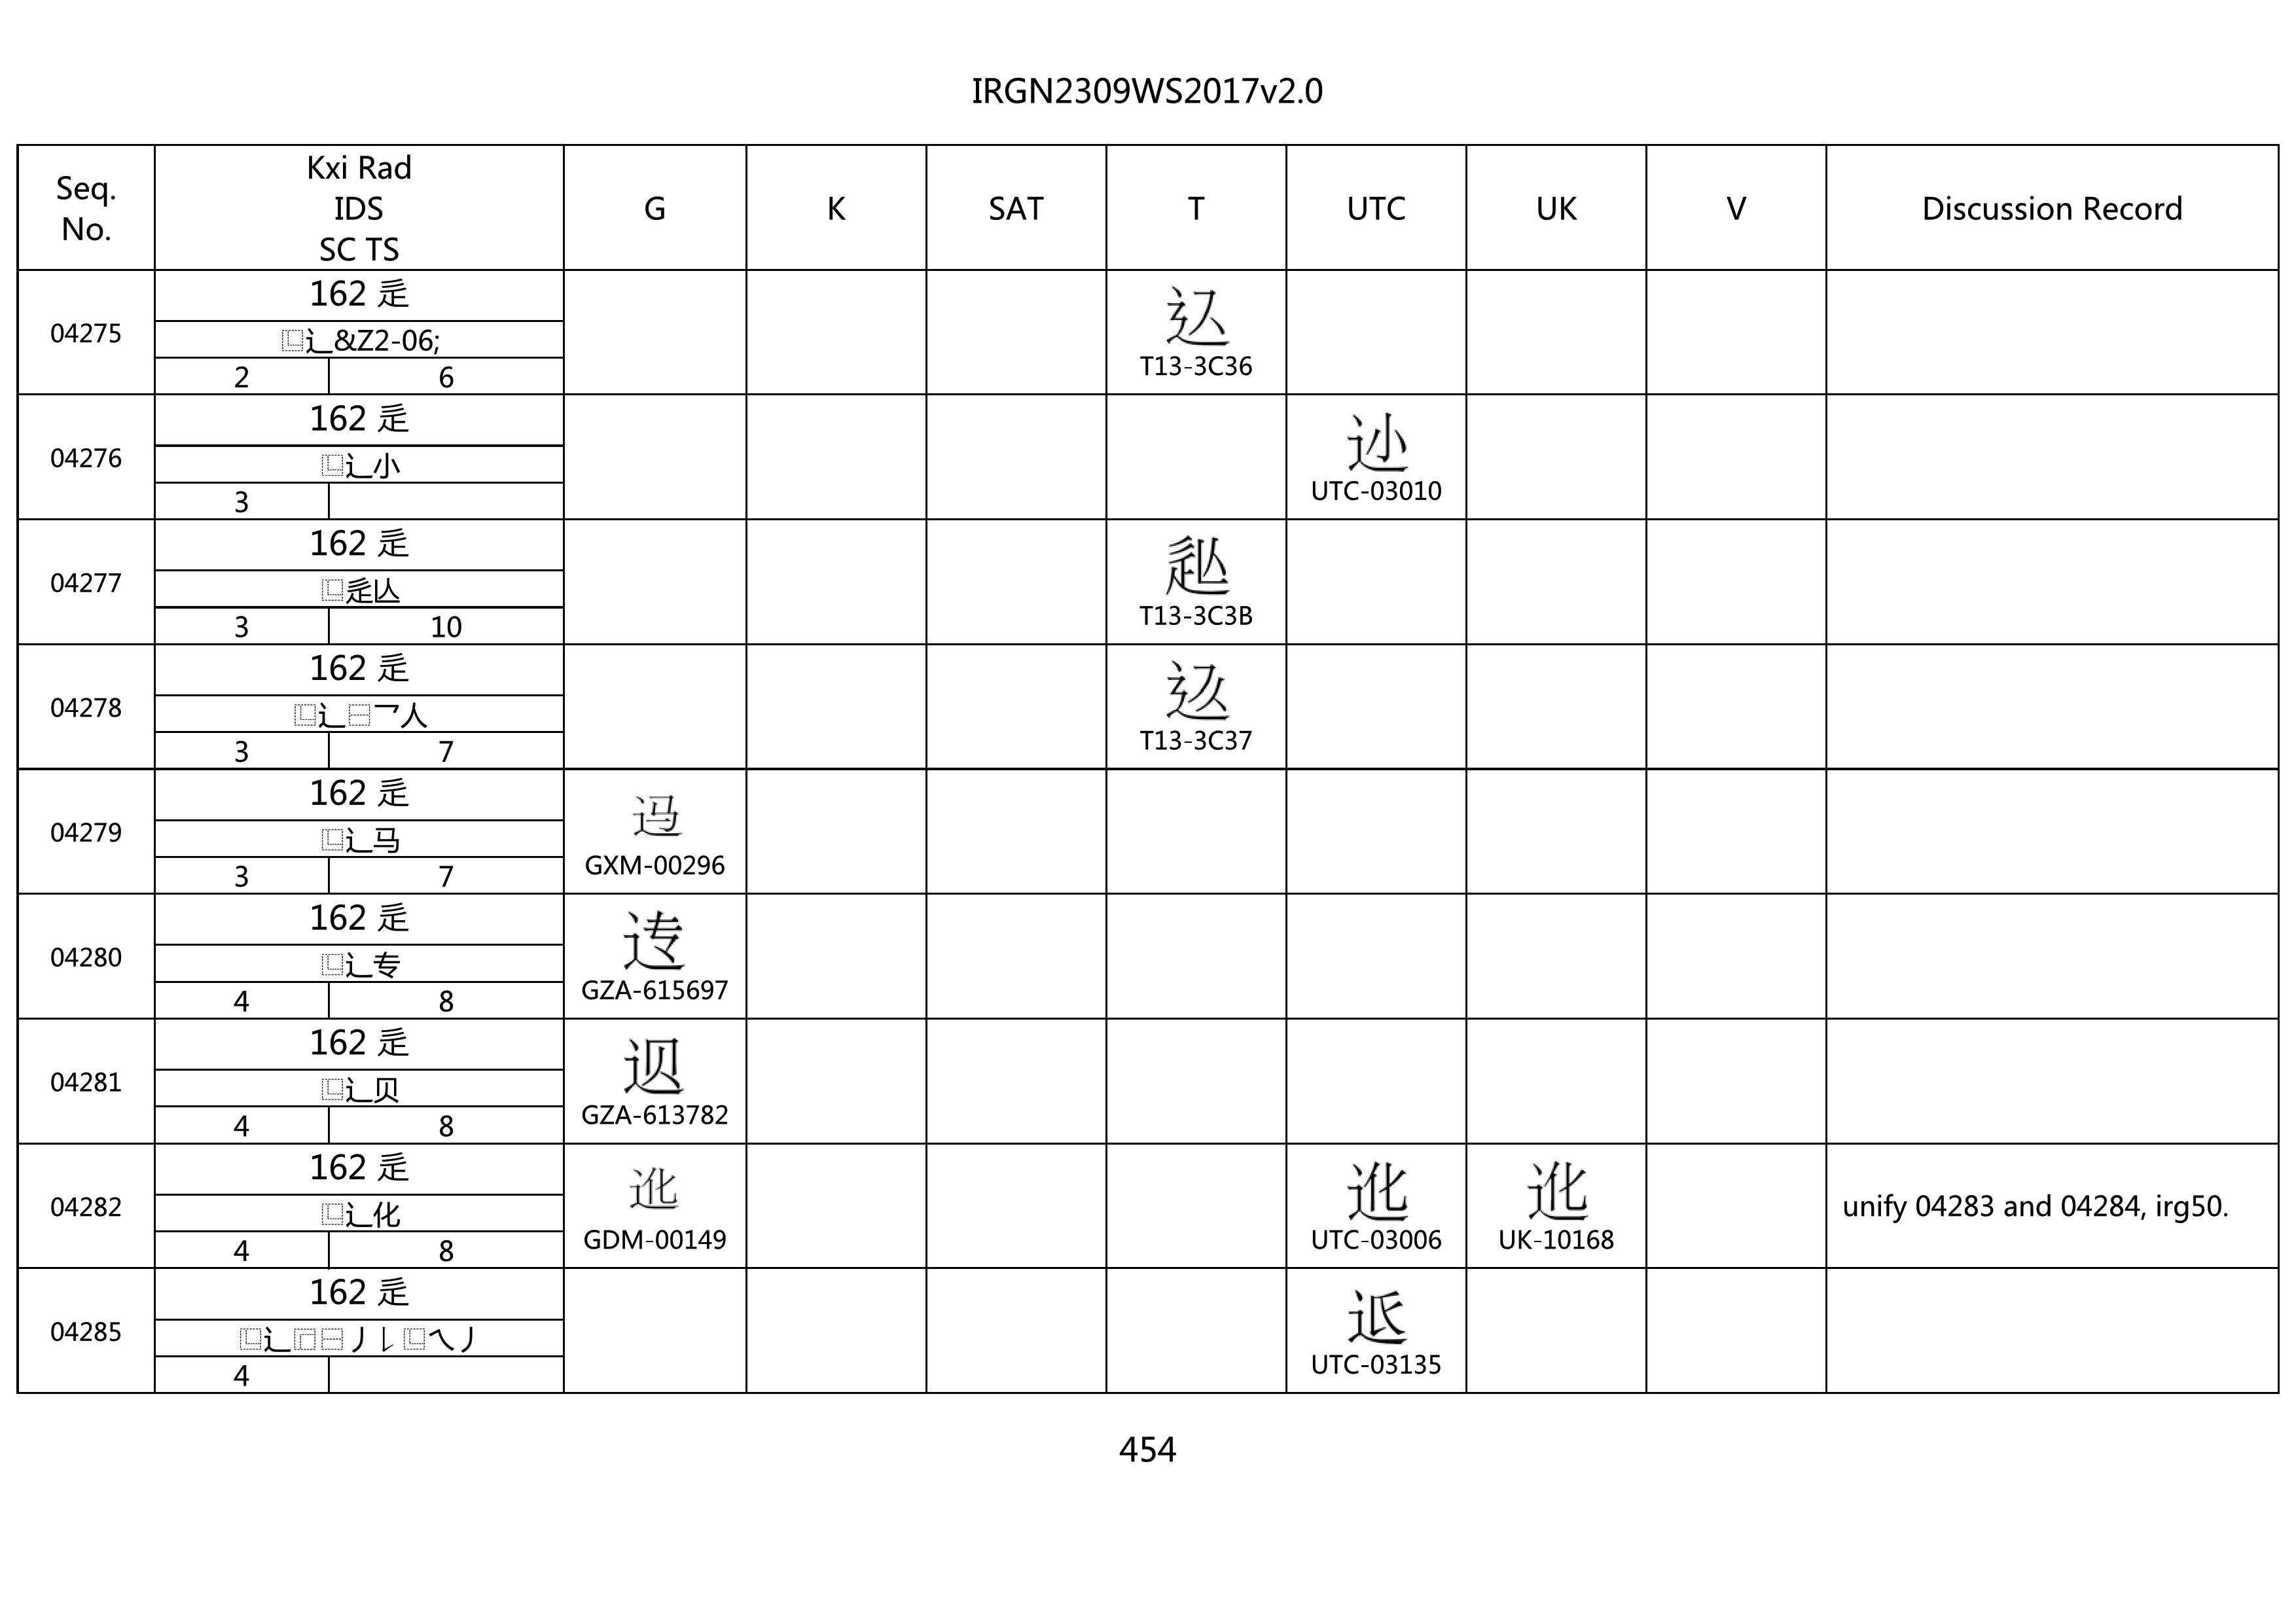 IRGN2309WS2017v2.0
Seq. No.
Kxi Rad
IDS
SC TS
G
K
SAT
T
UTC
UK
V
Discussion Record
04275
162 辵
⿺辶&Z2-06;
2
6
T13-3C36
04276
162 辵
⿺辶小
3
UTC-03010
04277
162 辵
⿺辵亾
3
10
T13-3C3B
04278
162 辵
⿺辶⿱乛人
3
7
T13-3C37
04279
162 辵
⿺辶马
3
7
GXM-00296
04280
162 辵
⿺辶专
4
8
GZA-615697
04281
162 辵
⿺辶贝
4
8
GZA-613782
04282
162 辵
⿺辶化
4
8
GDM-00149
UTC-03006
UK-10168
unify 04283 and 04284, irg50.
04285
162 辵
⿺辶⿸⿱丿𠄌⿺乀丿
4
UTC-03135
454